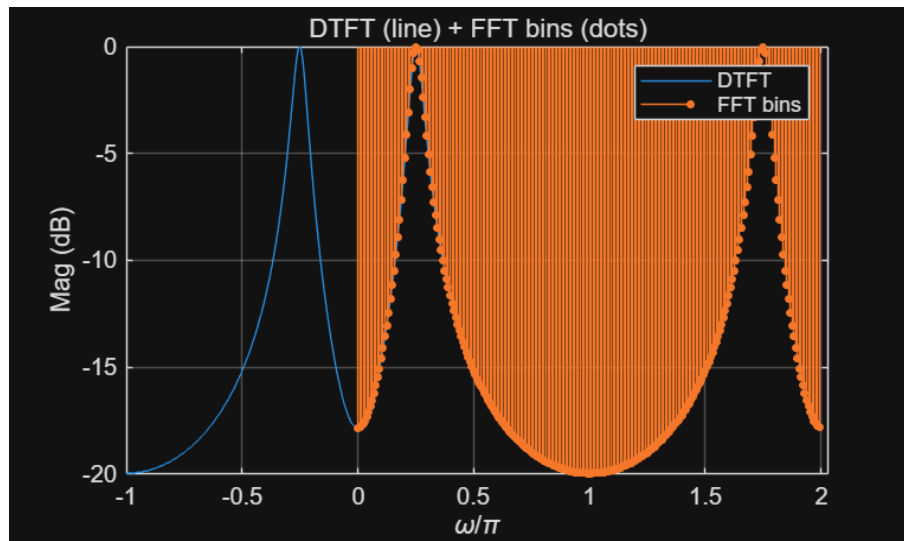 DTFT (line) + FFT bins (dots)
DTFT
FFT bins
Mag (dB)
0
-5
-10
-15
-20
-1
-0.5
0
0.5
1
1.5
2
ω/π